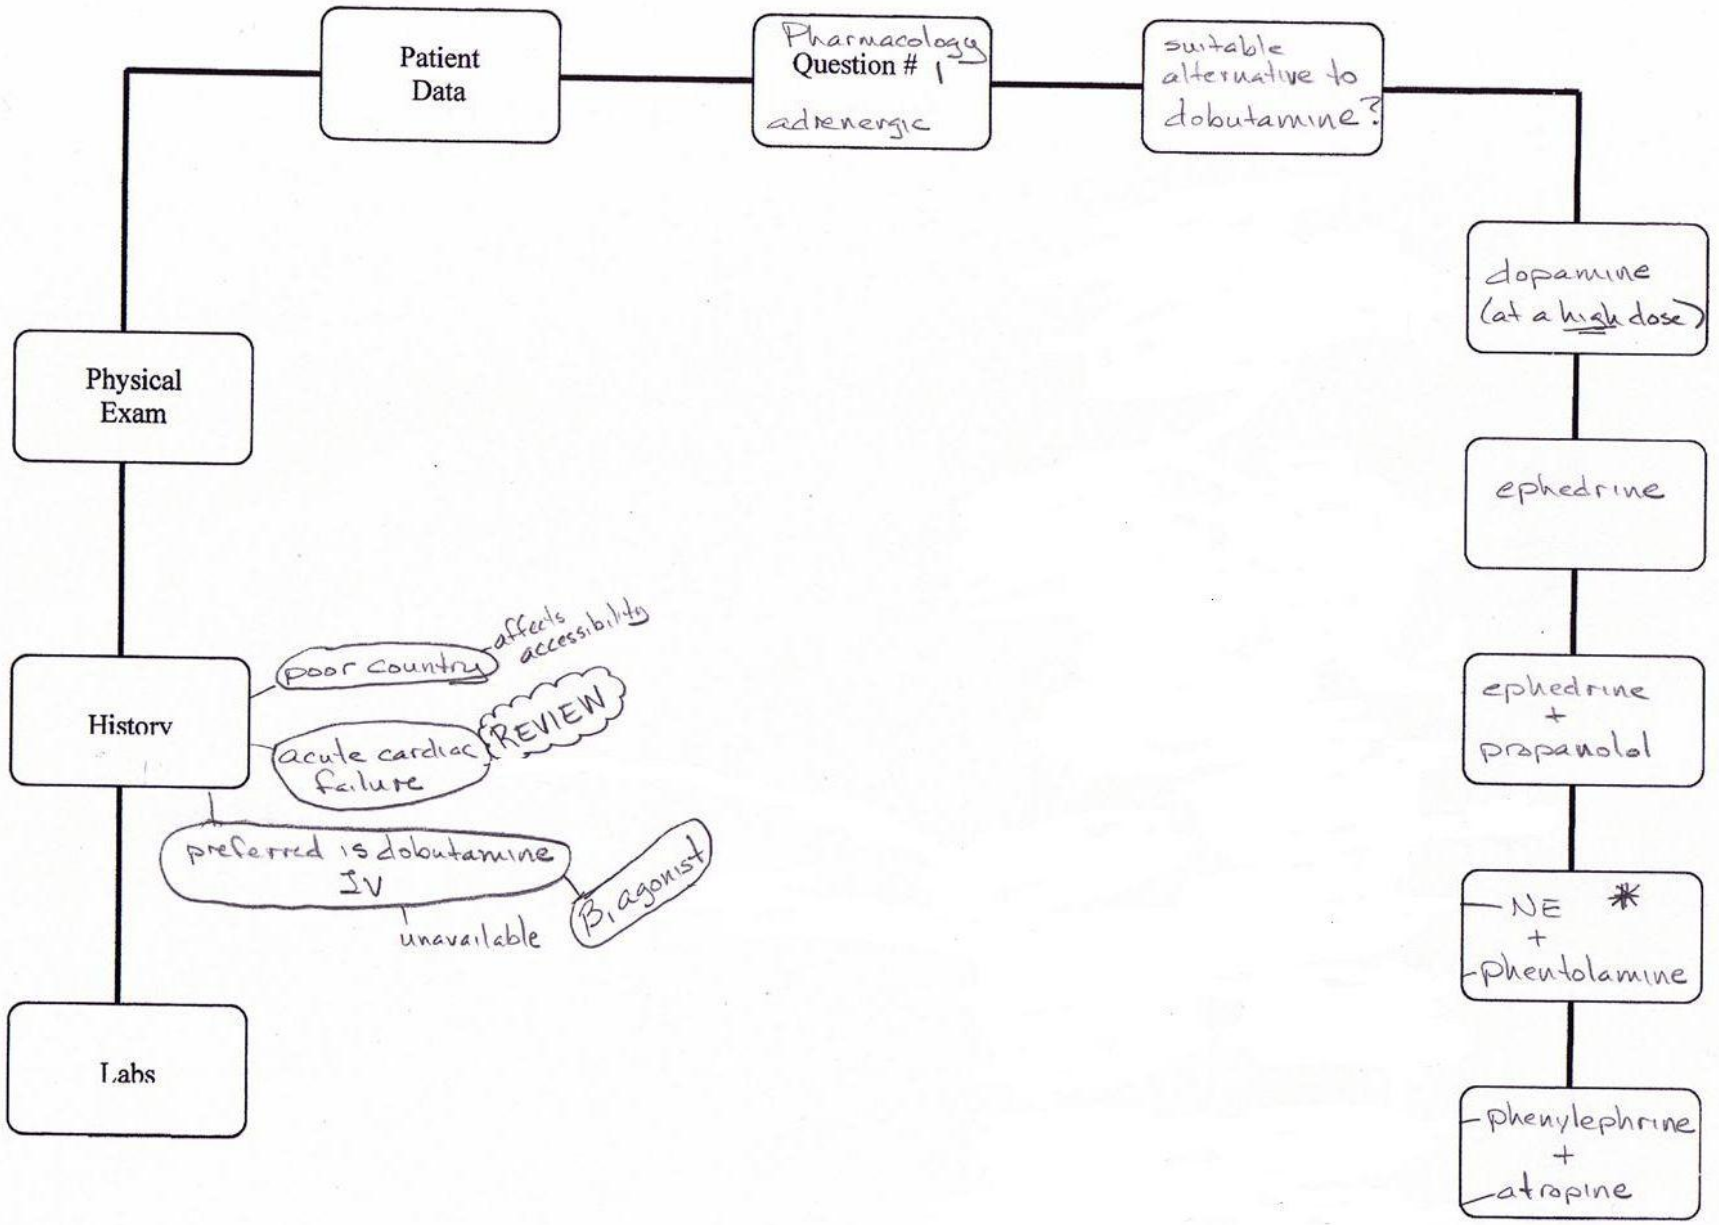 Patient
Data
Pharmacology
Question # 1
adrenergic
suitable
alternative to
dobutamine?
dopamine
(at a high dose)
ephedrine
ephedrine
+
propanolol
NE *
+
phentolamine
phenylephrine
+
atropine
Physical
Exam
History
poor country
affects
accessibility
acute cardiac
failure
REVIEW
preferred is dobutamine
IV
unavailable
β₁ agonist
Labs